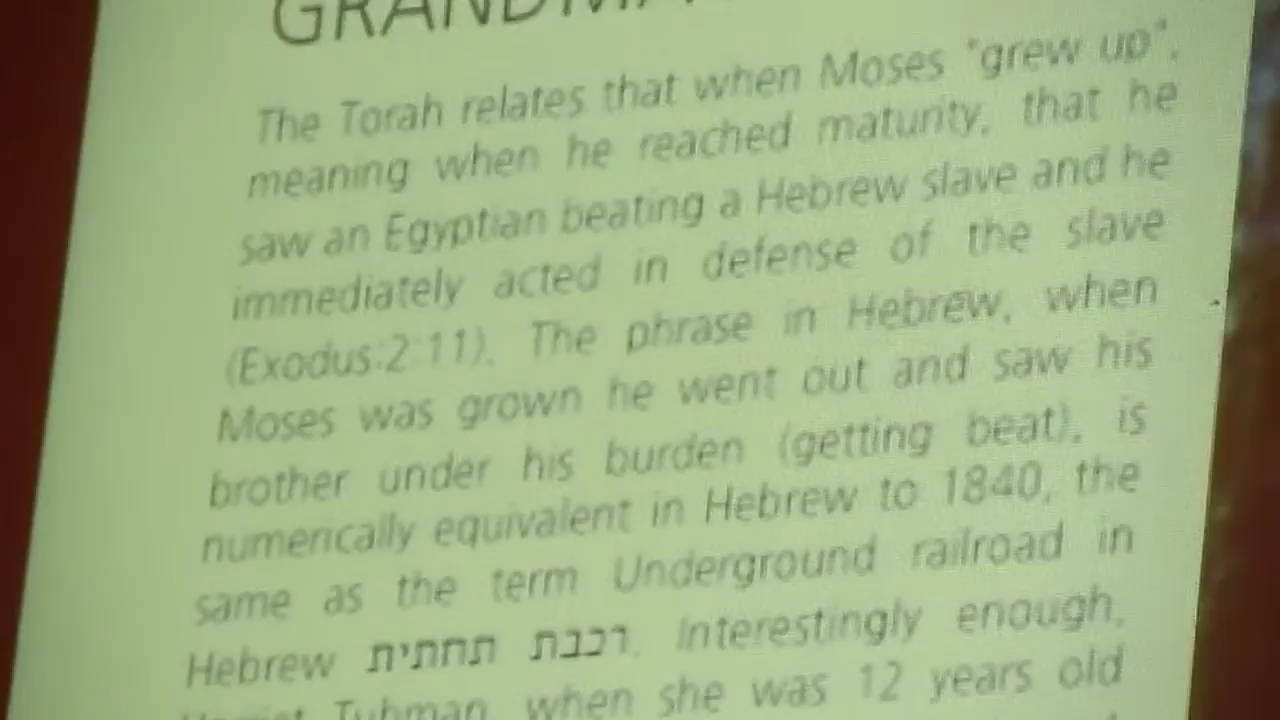 GRANDMA
The Torah relates that when Moses "grew up",
meaning when he reached maturity, that he
saw an Egyptian beating a Hebrew slave and he
immediately acted in defense of the slave
(Exodus:2:11). The phrase in Hebrew, when
Moses was grown he went out and saw his
brother under his burden (getting beat), is
numerically equivalent in Hebrew to 1840, the
same as the term Underground railroad in
Hebrew רכבת תחתית. Interestingly enough,
Harriet Tubman, when she was 12 years old